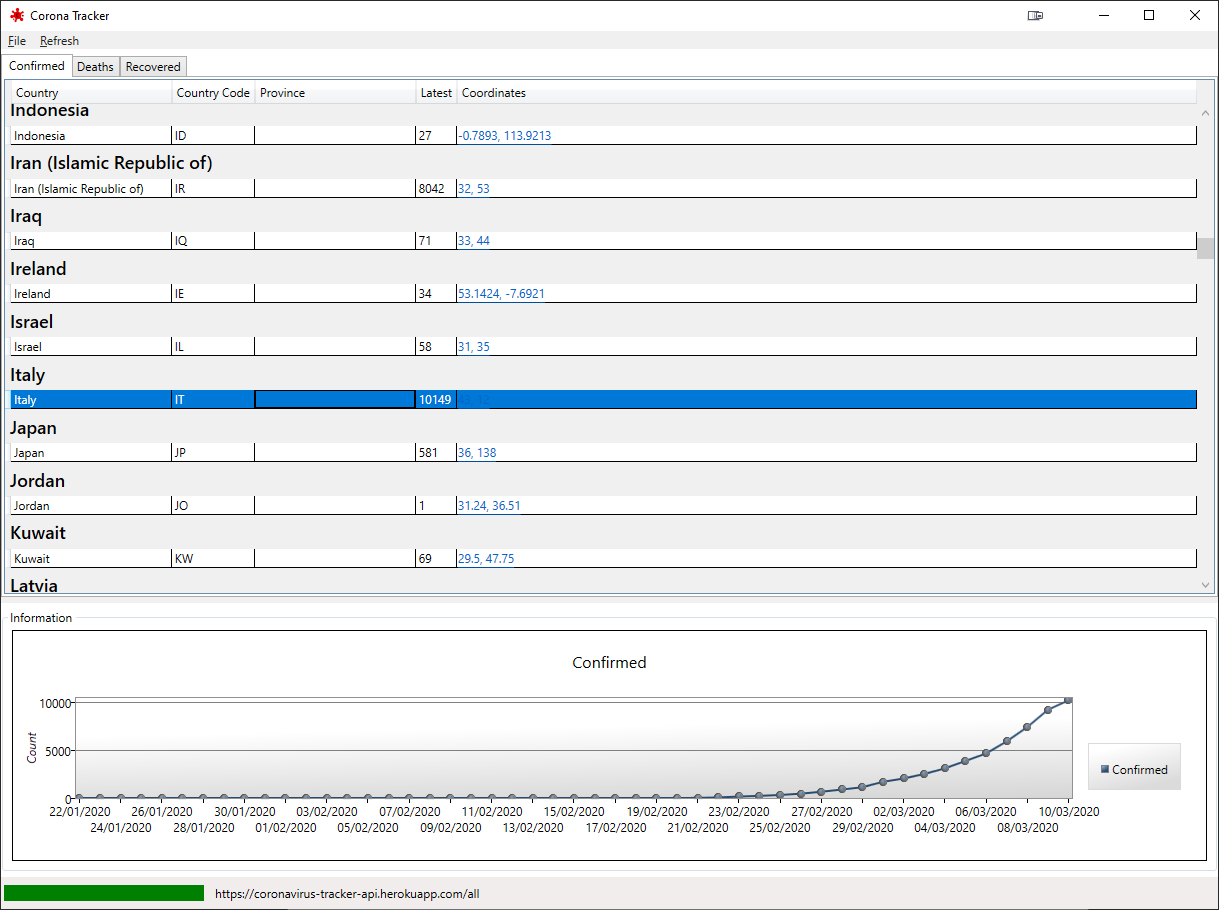 Corona Tracker
File Refresh
Confirmed Deaths Recovered
Country Country Code Province Latest Coordinates
Indonesia
Indonesia ID 27 -0.7893, 113.9213
Iran (Islamic Republic of)
Iran (Islamic Republic of) IR 8042 32, 53
Iraq
Iraq IQ 71 33, 44
Ireland
Ireland IE 34 53.1424, -7.6921
Israel
Israel IL 58 31, 35
Italy
Italy IT 10149 43, 12
Japan
Japan JP 581 36, 138
Jordan
Jordan JO 1 31.24, 36.51
Kuwait
Kuwait KW 69 29.5, 47.75
Latvia
Information
Confirmed
10000
Count
5000
0
22/01/2020 26/01/2020 30/01/2020 03/02/2020 07/02/2020 11/02/2020 15/02/2020 19/02/2020 23/02/2020 27/02/2020 02/03/2020 06/03/2020 10/03/2020
24/01/2020 28/01/2020 01/02/2020 05/02/2020 09/02/2020 13/02/2020 17/02/2020 21/02/2020 25/02/2020 29/02/2020 04/03/2020 08/03/2020
Confirmed
https://coronavirus-tracker-api.herokuapp.com/all